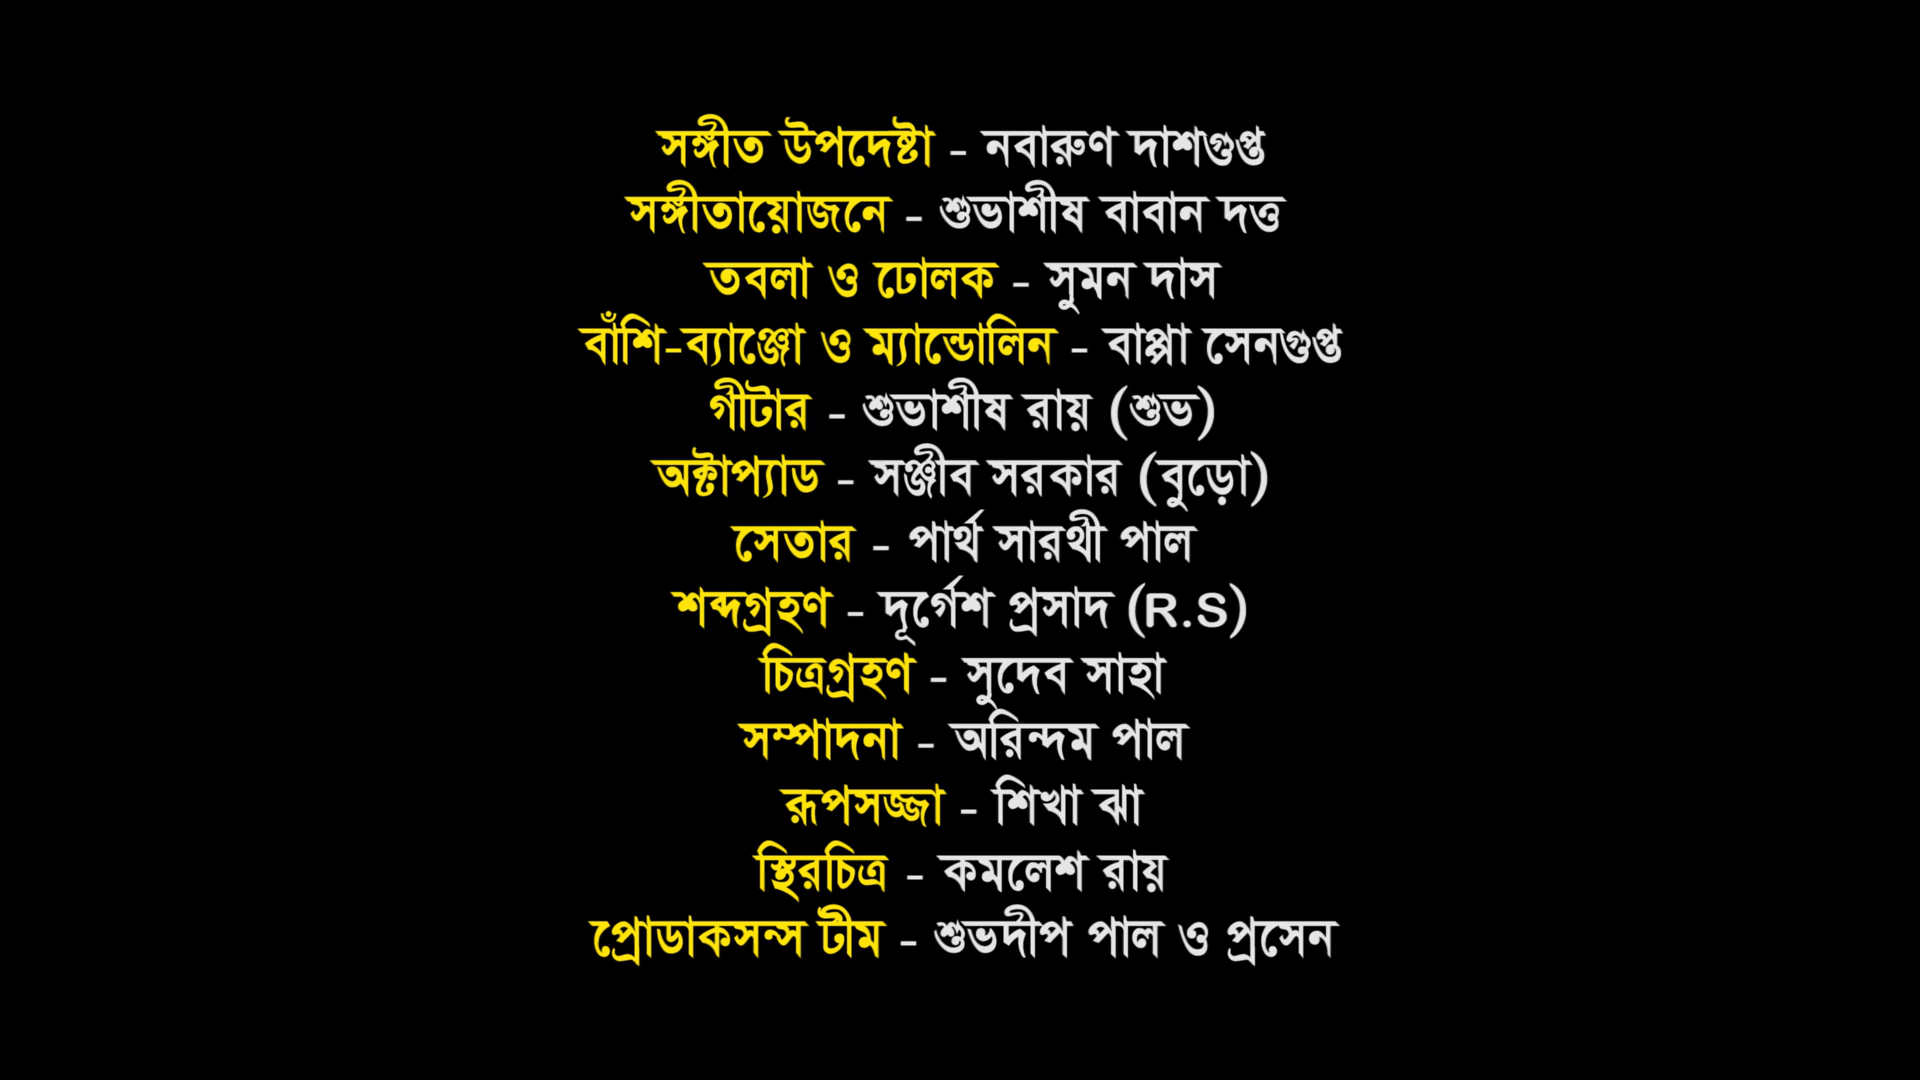 সঙ্গীত উপদেষ্টা - নবারুণ দাশগুপ্ত
সঙ্গীতায়োজনে - শুভাশীষ বাবান দত্ত
তবলা ও ঢোলক - সুমন দাস
বাঁশি-ব্যাঞ্জো ও ম্যান্ডোলিন - বাপ্পা সেনগুপ্ত
গীটার - শুভাশীষ রায় (শুভ)
অক্টাপ্যাড - সঞ্জীব সরকার (বুড়ো)
সেতার - পার্থ সারথী পাল
শব্দগ্রহণ - দূর্গেশ প্রসাদ (R.S)
চিত্রগ্রহণ - সুদেব সাহা
সম্পাদনা - অরিন্দম পাল
রূপসজ্জা - শিখা ঝা
স্থিরচিত্র - কমলেশ রায়
প্রোডাকসন্স টীম - শুভদীপ পাল ও প্রসেন